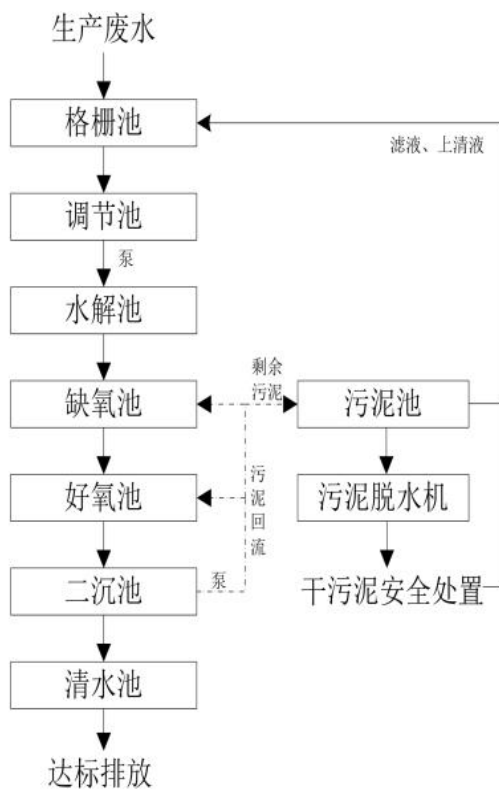 生产废水
格栅池
滤液、上清液
调节池
泵
水解池
剩余
污泥
缺氧池
污泥池
污泥回流
好氧池
污泥脱水机
泵
二沉池
干污泥安全处置
清水池
达标排放